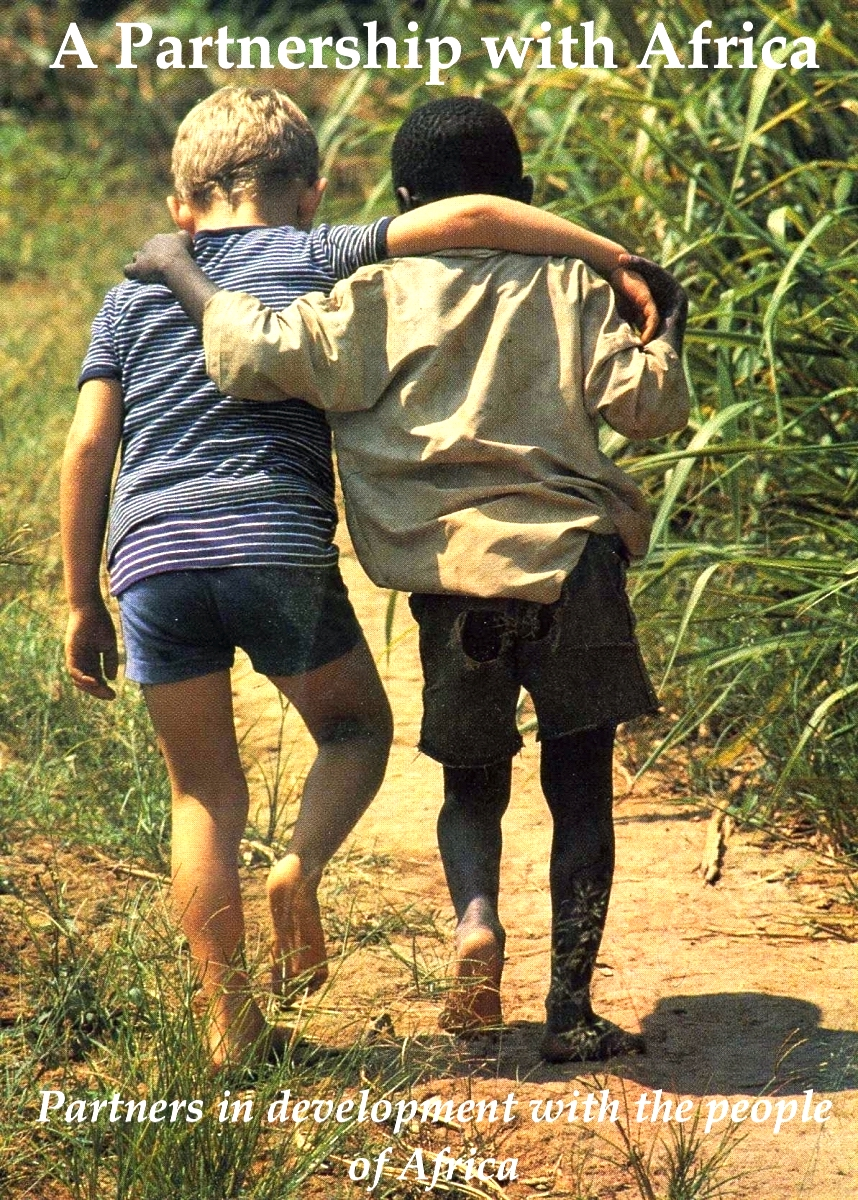 A Partnership with Africa
Partners in development with the people
of Africa